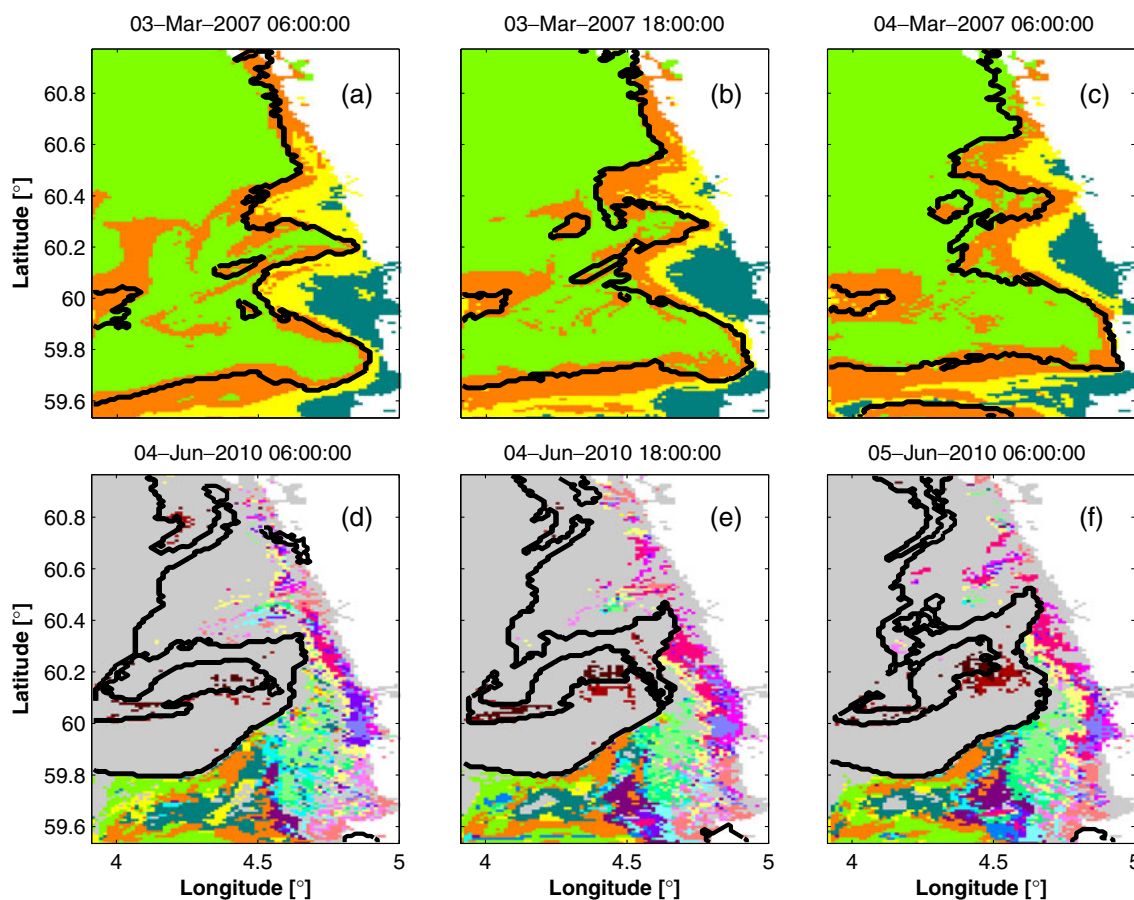 03–Mar–2007 06:00:00 03–Mar–2007 18:00:00 04–Mar–2007 06:00:00
(a) (b) (c)
60.8
60.6
60.4
60.2
60
59.8
59.6
Latitude [°]
04–Jun–2010 06:00:00 04–Jun–2010 18:00:00 05–Jun–2010 06:00:00
(d) (e) (f)
60.8
60.6
60.4
60.2
60
59.8
59.6
Latitude [°]
4 4.5 5 4 4.5 5 4 4.5 5
Longitude [°] Longitude [°] Longitude [°]